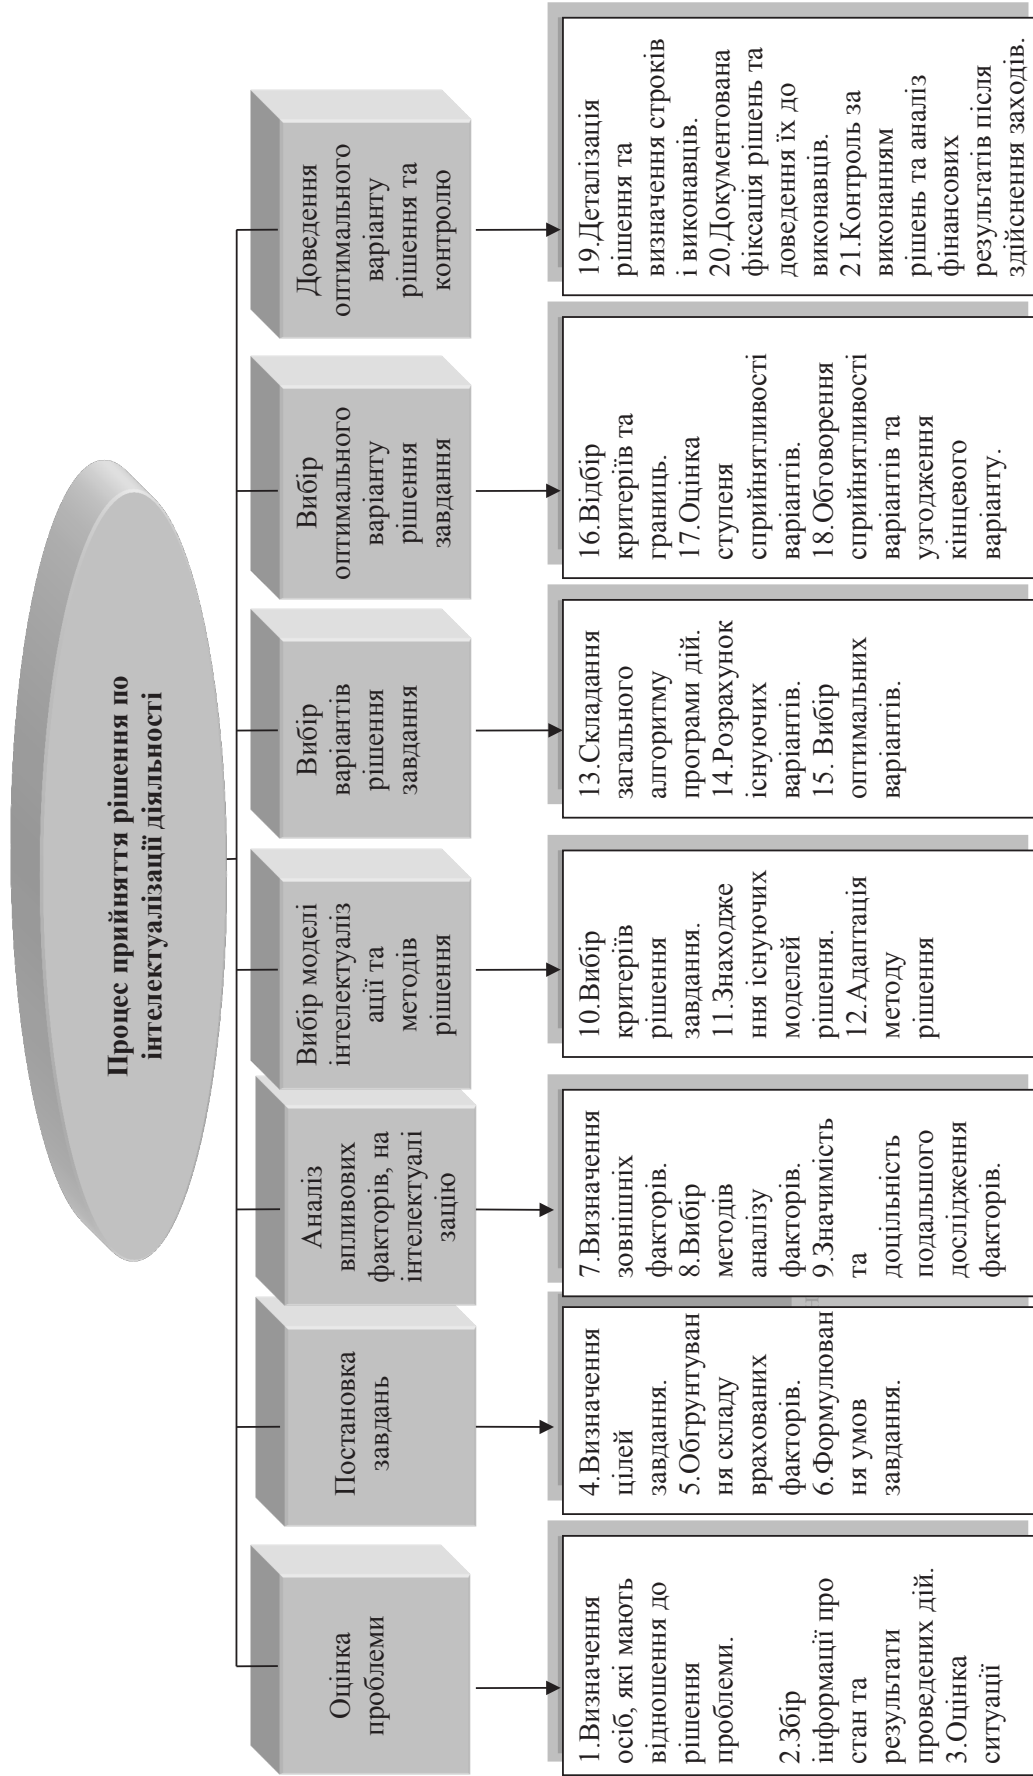 Процес прийняття рішення по
інтелектуалізації діяльності
Оцінка
проблеми
Постановка
завдань
Аналіз
впливових
факторів, на
інтелектуалі
зацію
Вибір моделі
інтелектуаліз
ації та
методів
рішення
Вибір
варіантів
рішення
завдання
Вибір
оптимального
варіанту
рішення
завдання
Доведення
оптимального
варіанту
рішення та
контролю
1.Визначення
осіб, які мають
відношення до
рішення
проблеми.
2.Збір
інформації про
стан та
результати
проведених дій.
3.Оцінка
ситуації
4.Визначення
цілей
завдання.
5.Обгрунтуван
ня складу
врахованих
факторів.
6.Формулюван
ня умов
завдання.
7.Визначення
зовнішніх
факторів.
8.Вибір
методів
аналізу
факторів.
9.Значимість
та
доцільність
подальшого
дослідження
факторів.
10.Вибір
критеріїв
рішення
завдання.
11.Знаходже
ння існуючих
моделей
рішення.
12.Адаптація
методу
рішення
13.Складання
загального
алгоритму
програми дій.
14.Розрахунок
існуючих
варіантів.
15. Вибір
оптимальних
варіантів.
16.Відбір
критеріїв та
границь.
17.Оцінка
ступеня
сприйнятливості
варіантів.
18.Обговорення
сприйнятливості
варіантів та
узгодження
кінцевого
варіанту.
19.Деталізація
рішення та
визначення строків
і виконавців.
20.Документована
фіксація рішень та
доведення їх до
виконавців.
21.Контроль за
виконанням
рішень та аналіз
фінансових
результатів після
здійснення заходів.